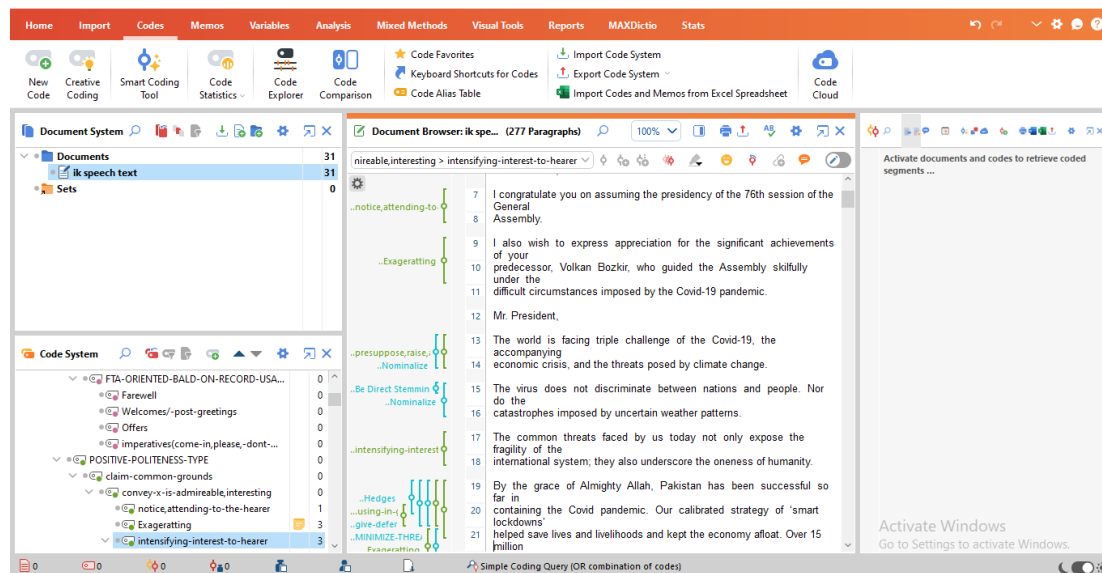 Home Import Codes Memos Variables Analysis Mixed Methods Visual Tools Reports MAXDictio Stats
New Code
Creative Coding
Smart Coding Tool
Code Statistics
Code Explorer
Code Comparison
Code Favorites
Keyboard Shortcuts for Codes
Code Alias Table
Import Code System
Export Code System
Import Codes and Memos from Excel Spreadsheet
Code Cloud
Document System
Documents 31
ik speech text 31
Sets 0
Code System
FTA-ORIENTED-BALD-ON-RECORD-USA... 0
Farewell 0
Welcomes/-post-greetings 0
Offers 0
imperatives(come-in,please,-dont-... 0
POSITIVE-POLITENESS-TYPE 0
claim-common-grounds 0
convey-x-is-admireable,interesting 0
notice,attending-to-the-hearer 1
Exageratting 3
intensifying-interest-to-hearer 3
Document Browser: ik spe... (277 Paragraphs) 100%
nireable,interesting > intensifying-interest-to-hearer
..notice,attending-to-
..Exageratting
..presuppose,raise,
..Nominalize
..Be Direct Stemmin
..Nominalize
..intensifying-interest
..Hedges
...using-in-(
..give-defer
..MINIMIZE-THRE
Exageratting
7 I congratulate you on assuming the presidency of the 76th session of the
General
8 Assembly.
9 I also wish to express appreciation for the significant achievements
of your
10 predecessor, Volkan Bozkir, who guided the Assembly skilfully
under the
11 difficult circumstances imposed by the Covid-19 pandemic.
12 Mr. President,
13 The world is facing triple challenge of the Covid-19, the
accompanying
14 economic crisis, and the threats posed by climate change.
15 The virus does not discriminate between nations and people. Nor
do the
16 catastrophes imposed by uncertain weather patterns.
17 The common threats faced by us today not only expose the
fragility of the
18 international system; they also underscore the oneness of humanity.
19 By the grace of Almighty Allah, Pakistan has been successful so
far in
20 containing the Covid pandemic. Our calibrated strategy of ‘smart
lockdowns’
21 helped save lives and livelihoods and kept the economy afloat. Over 15
million
Activate documents and codes to retrieve coded
segments ...
Activate Windows
Go to Settings to activate Windows.
0 0 0 0 Simple Coding Query (OR combination of codes)